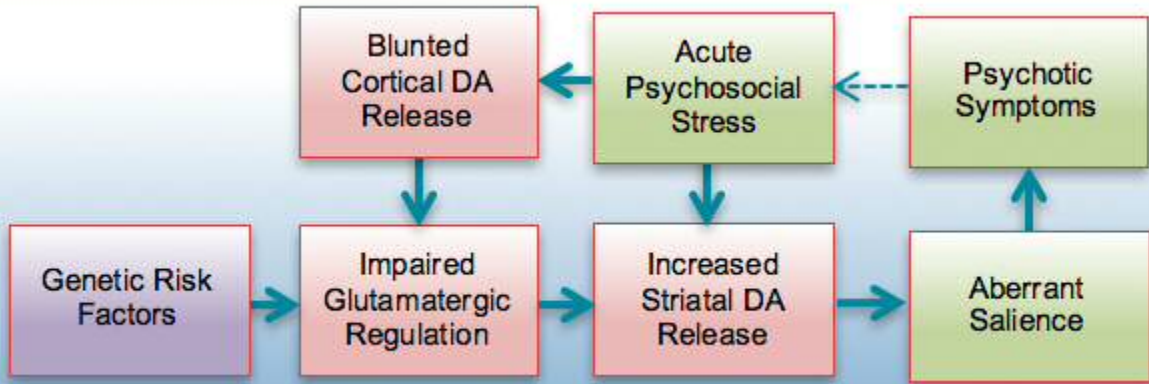 Blunted
Cortical DA
Release
Acute
Psychosocial
Stress
Psychotic
Symptoms
Genetic Risk
Factors
Impaired
Glutamatergic
Regulation
Increased
Striatal DA
Release
Aberrant
Salience